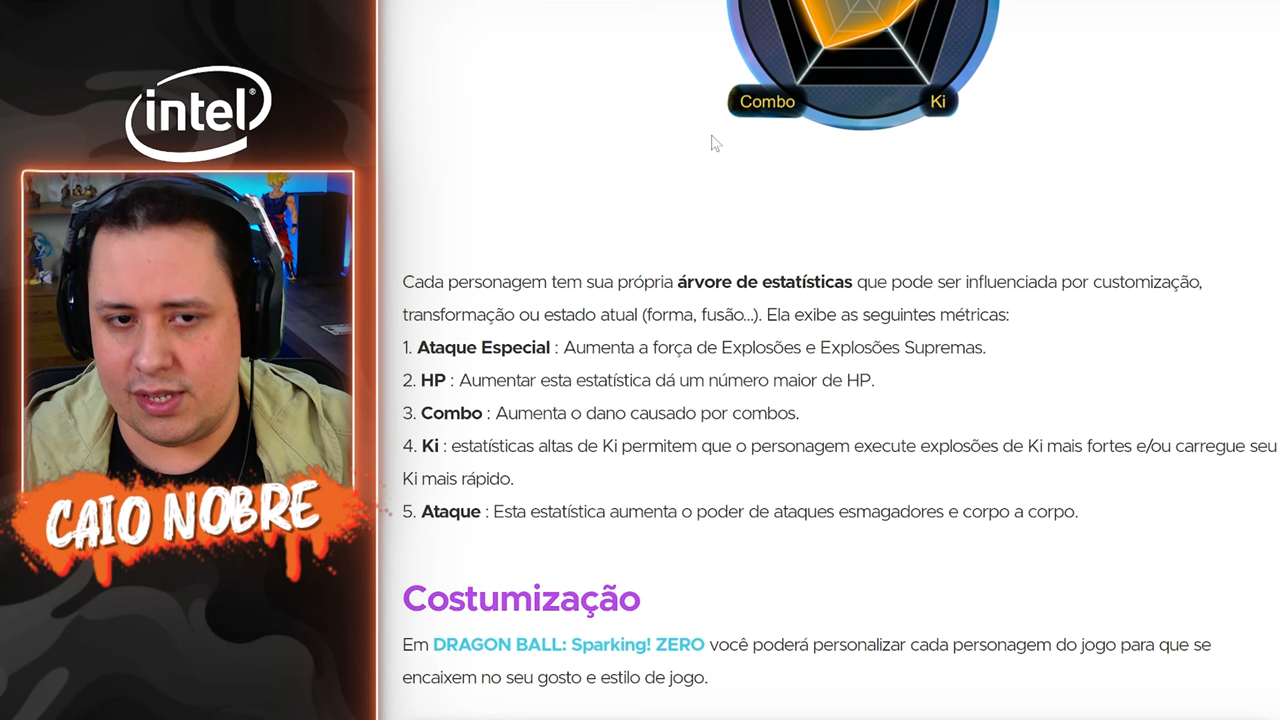 intel®
CAIO NOBRE
Combo
Ki
Cada personagem tem sua própria árvore de estatísticas que pode ser influenciada por customização,
transformação ou estado atual (forma, fusão...). Ela exibe as seguintes métricas:
1. Ataque Especial : Aumenta a força de Explosões e Explosões Supremas.
2. HP : Aumentar esta estatística dá um número maior de HP.
3. Combo : Aumenta o dano causado por combos.
4. Ki : estatísticas altas de Ki permitem que o personagem execute explosões de Ki mais fortes e/ou carregue seu
Ki mais rápido.
5. Ataque : Esta estatística aumenta o poder de ataques esmagadores e corpo a corpo.
Costumização
Em DRAGON BALL: Sparking! ZERO você poderá personalizar cada personagem do jogo para que se
encaixem no seu gosto e estilo de jogo.